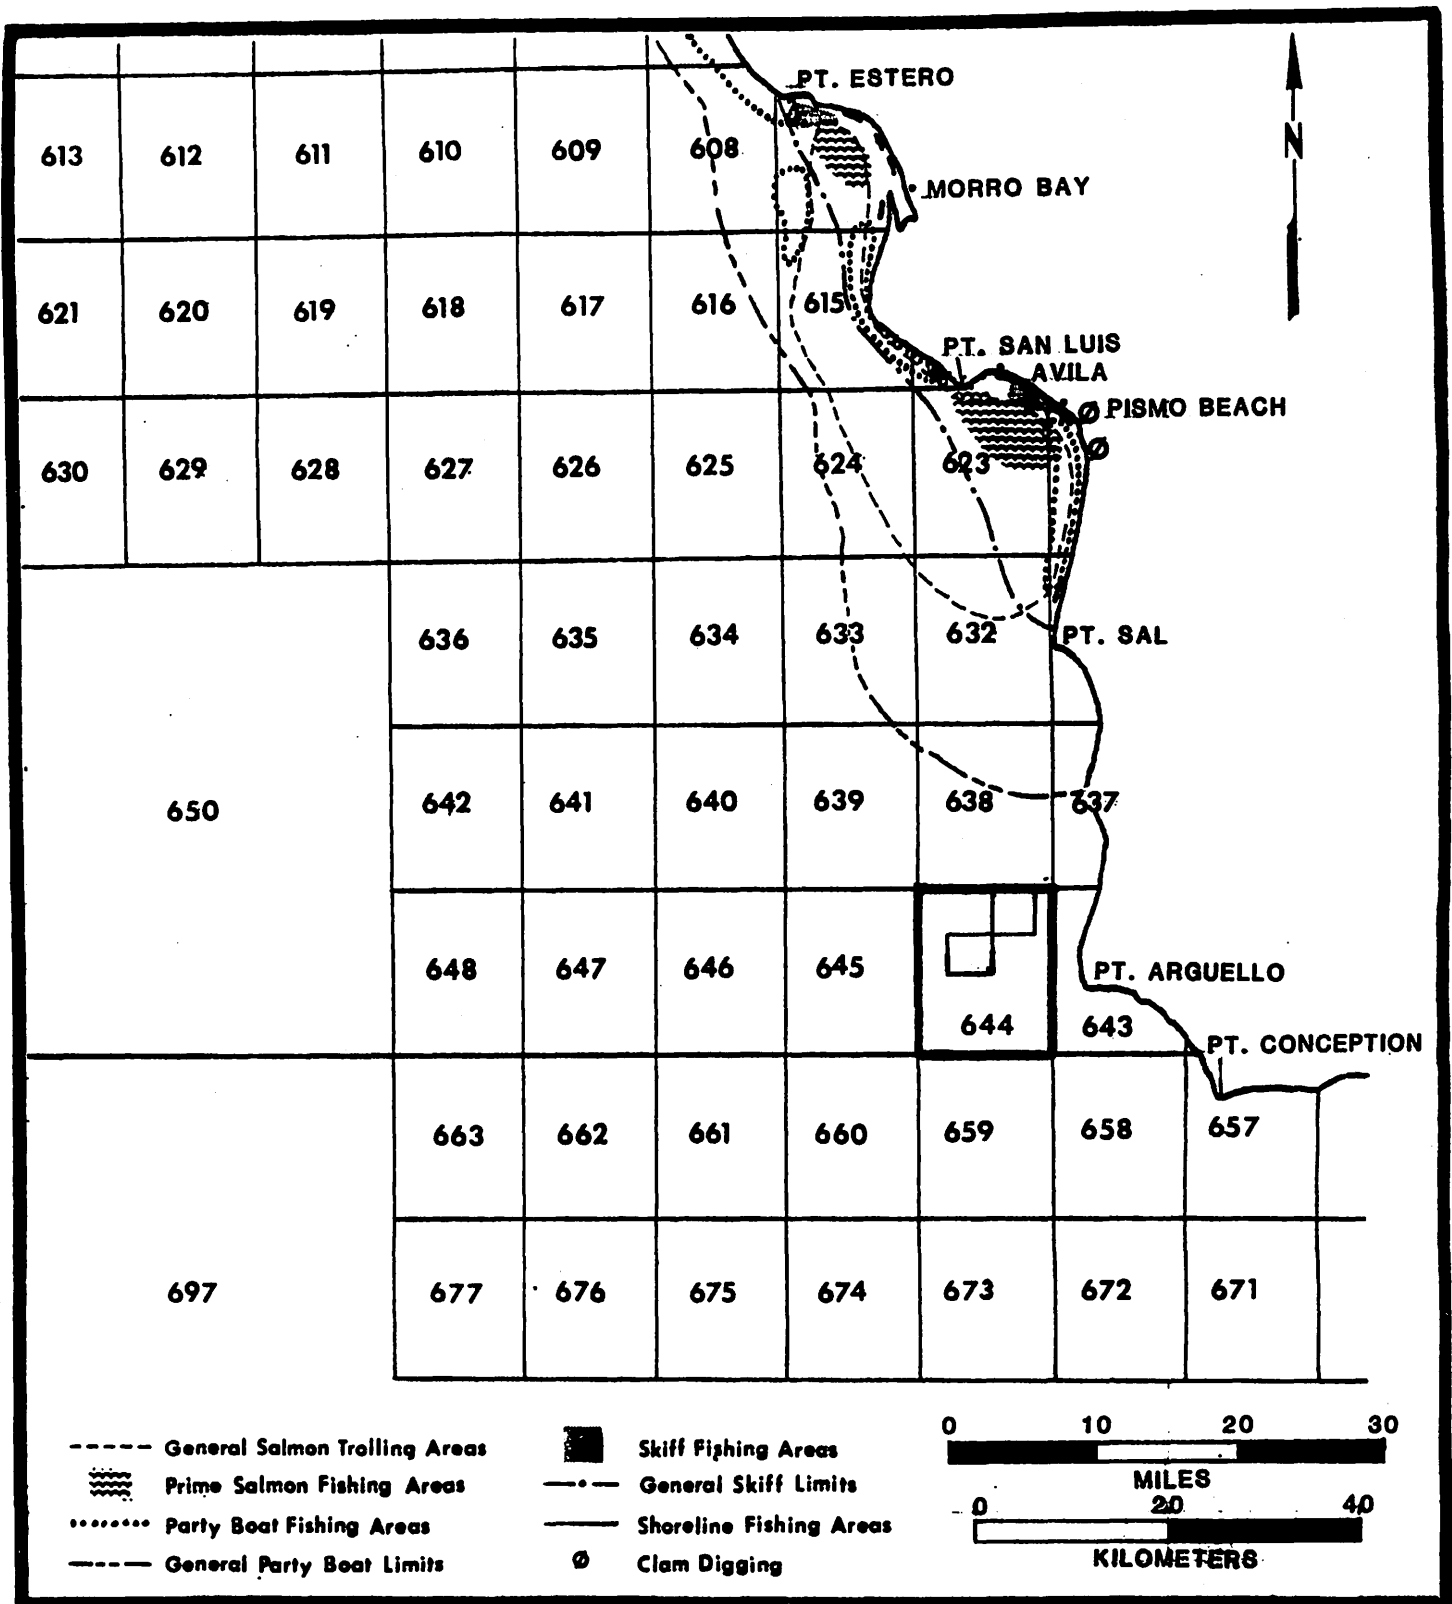 PT. ESTERO
N
613 612 611 610 609 608
MORRO BAY
621 620 619 618 617 616 615
PT. SAN LUIS
AVILA
PISMO BEACH
630 629 628 627 626 625 624 623
636 635 634 633 632 PT. SAL
650 642 641 640 639 638 637
648 647 646 645 PT. ARGUELLO
644 643
PT. CONCEPTION
663 662 661 660 659 658 657
697 677 676 675 674 673 672 671
General Salmon Trolling Areas
Prime Salmon Fishing Areas
Party Boat Fishing Areas
General Party Boat Limits
Skiff Fishing Areas
General Skiff Limits
Shoreline Fishing Areas
Clam Digging
0 10 20 30
MILES
0 20 40
KILOMETERS